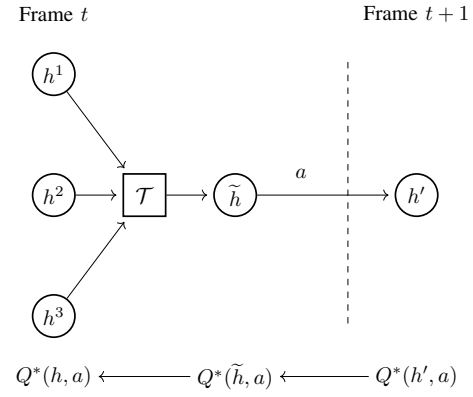 Frame t
Frame t + 1
h¹
h²
𝒯
h̃
a
h′
h³
Q*(h, a)
Q*(h̃, a)
Q*(h′, a)